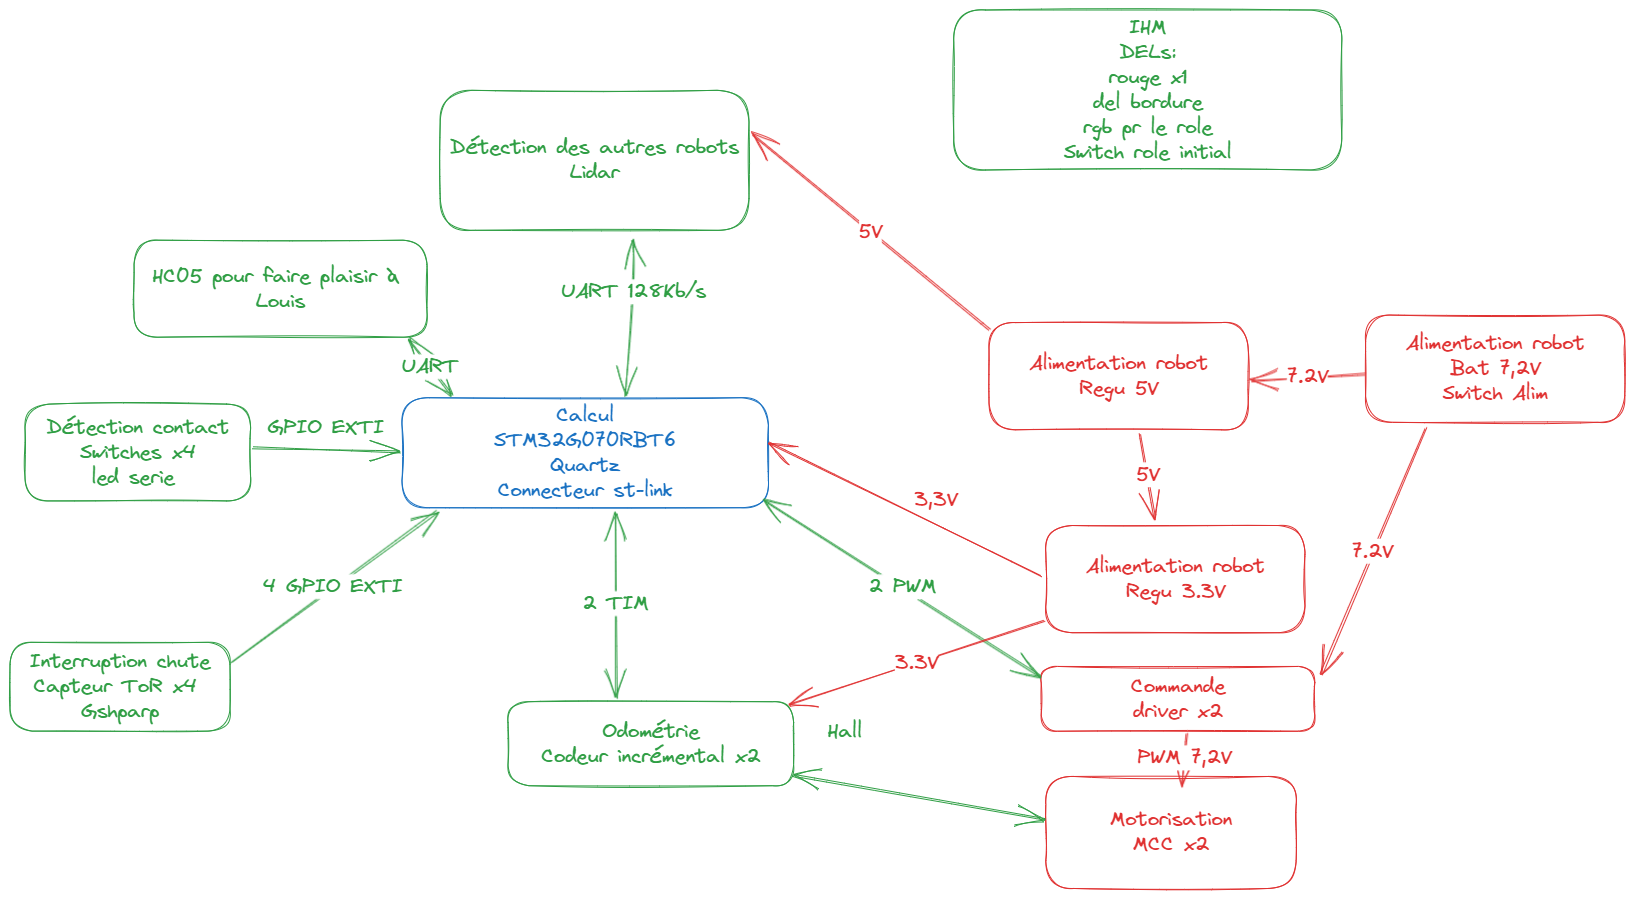 IHM
DELs:
rouge x1
del bordure
rgb pr le role
Switch role initial
Détection des autres robots
Lidar
5V
HC05 pour faire plaisir à
Louis
UART 128Kb/s
UART
Alimentation robot
Regu 5V
7.2V
Alimentation robot
Bat 7,2V
Switch Alim
Détection contact
Switches x4
led serie
GPIO EXTI
Calcul
STM32G070RBT6
Quartz
Connecteur st-link
5V
3,3V
7.2V
4 GPIO EXTI
2 TIM
2 PWM
Alimentation robot
Regu 3.3V
Interruption chute
Capteur ToR x4
Gshparp
3.3V
Commande
driver x2
Odométrie
Codeur incrémental x2
Hall
PWM 7,2V
Motorisation
MCC x2